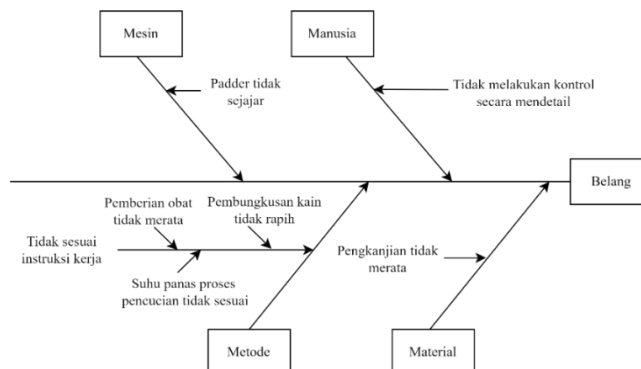 Mesin
Manusia
Padder tidak
sejajar
Tidak melakukan kontrol
secara mendetail
Belang
Pemberian obat
tidak merata
Pembungkusan kain
tidak rapih
Tidak sesuai
instruksi kerja
Suhu panas proses
pencucian tidak sesuai
Pengkanjian tidak
merata
Metode
Material